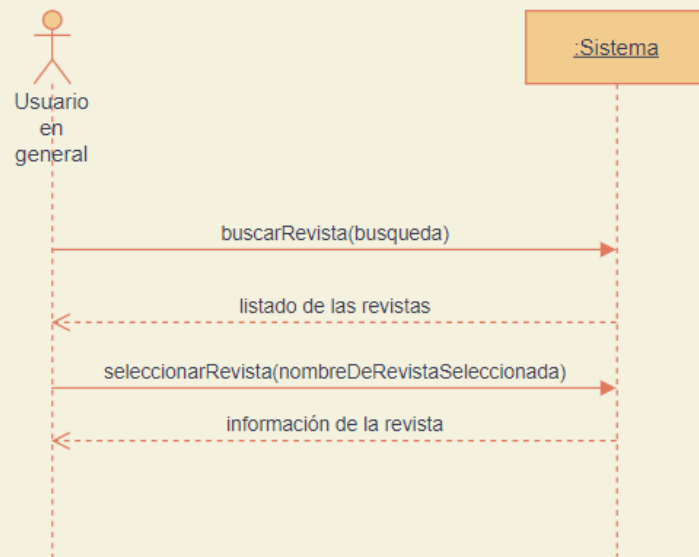 :Sistema
Usuario
en
general
buscarRevista(busqueda)
listado de las revistas
seleccionarRevista(nombreDeRevistaSeleccionada)
información de la revista